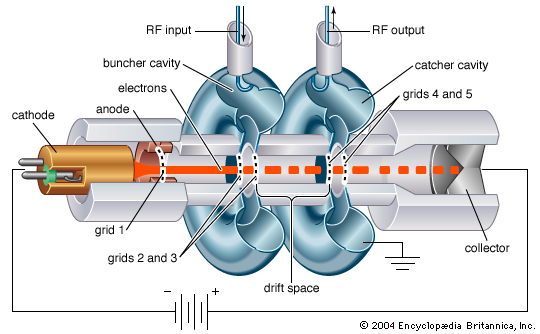 RF input
RF output
buncher cavity
catcher cavity
electrons
grids 4 and 5
anode
cathode
grid 1
grids 2 and 3
collector
drift space
− +
© 2004 Encyclopædia Britannica, Inc.